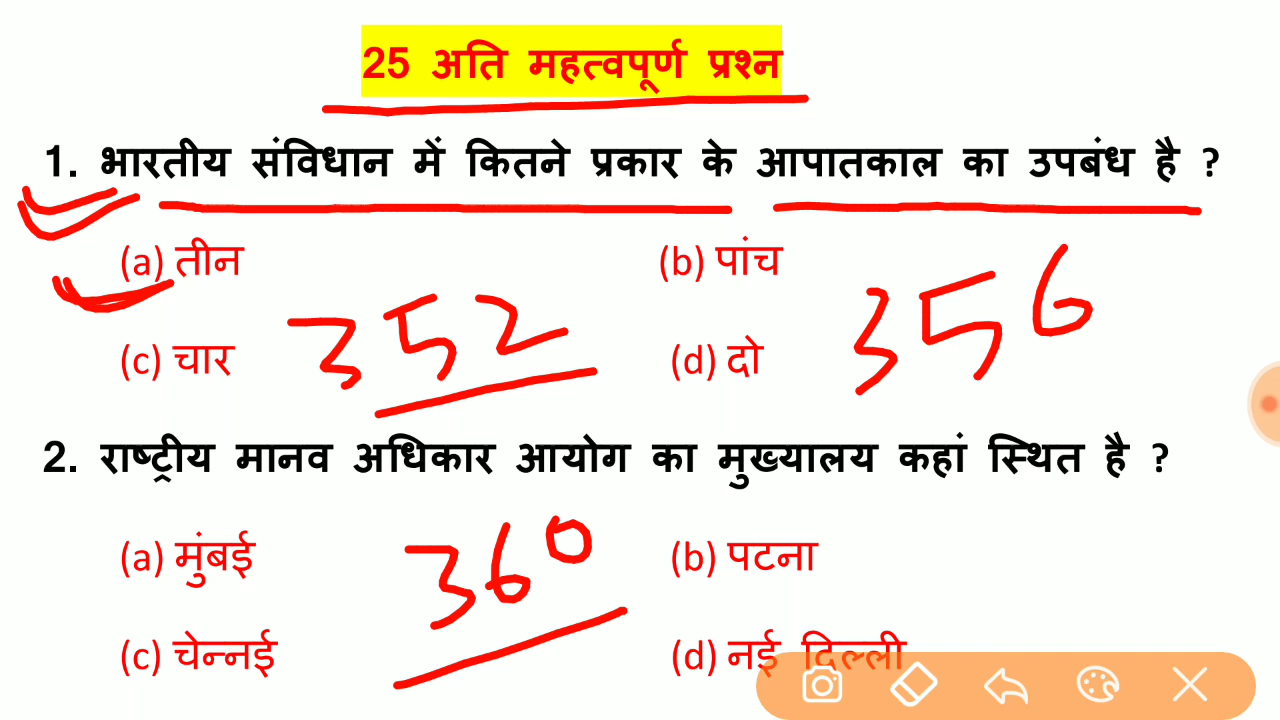 25 अति महत्वपूर्ण प्रश्न
1. भारतीय संविधान में कितने प्रकार के आपातकाल का उपबंध है ?
(a) तीन (b) पांच
(c) चार (d) दो
352 356
2. राष्ट्रीय मानव अधिकार आयोग का मुख्यालय कहां स्थित है ?
(a) मुंबई (b) पटना
360
(c) चेन्नई (d) नई दिल्ली